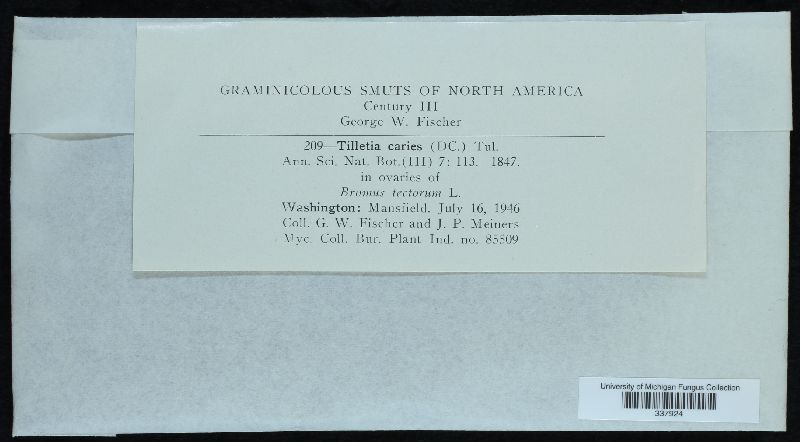 GRAMINICOLOUS SMUTS OF NORTH AMERICA
Century III
George W. Fischer
209—Tilletia caries (DC.) Tul.
Ann. Sci. Nat. Bot.(III) 7: 113. 1847.
in ovaries of
Bromus tectorum L.
Washington: Mansfield. July 16, 1946
Coll. G. W. Fischer and J. P. Meiners
Myc. Coll. Bur. Plant Ind. no. 85509
University of Michigan Fungus Collection
337924